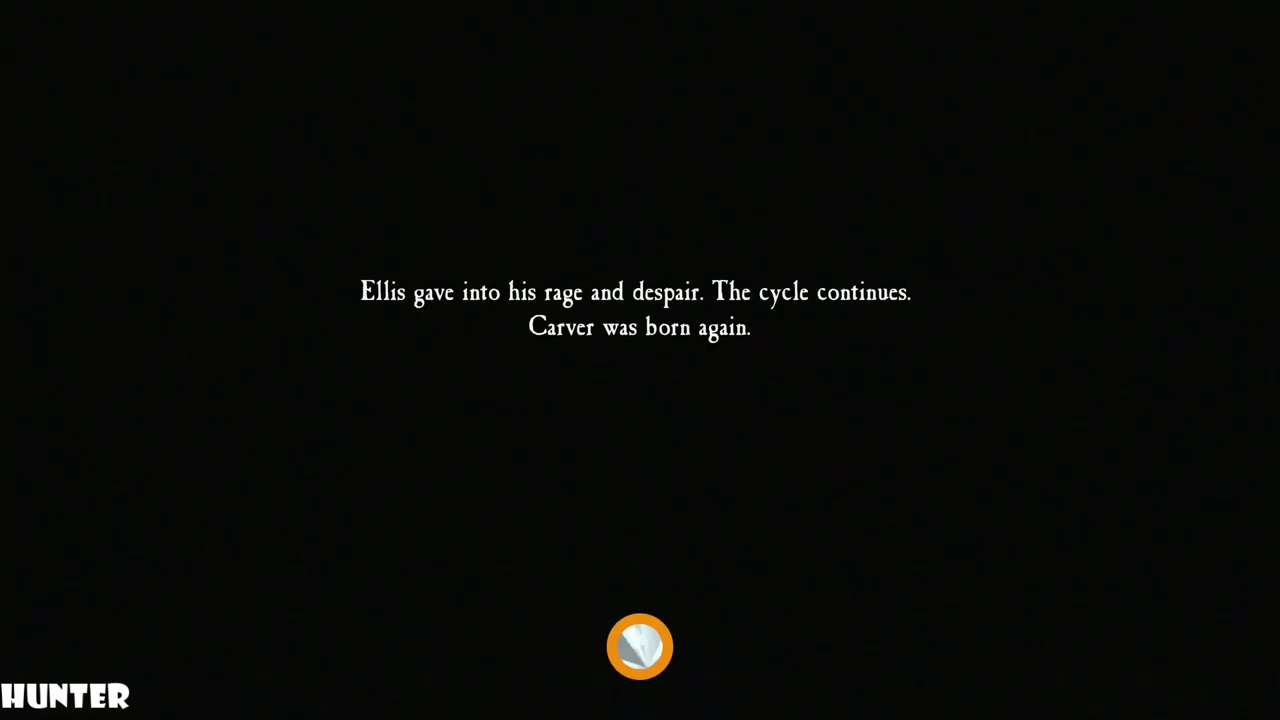 Ellis gave into his rage and despair. The cycle continues.
Carver was born again.
HUNTER